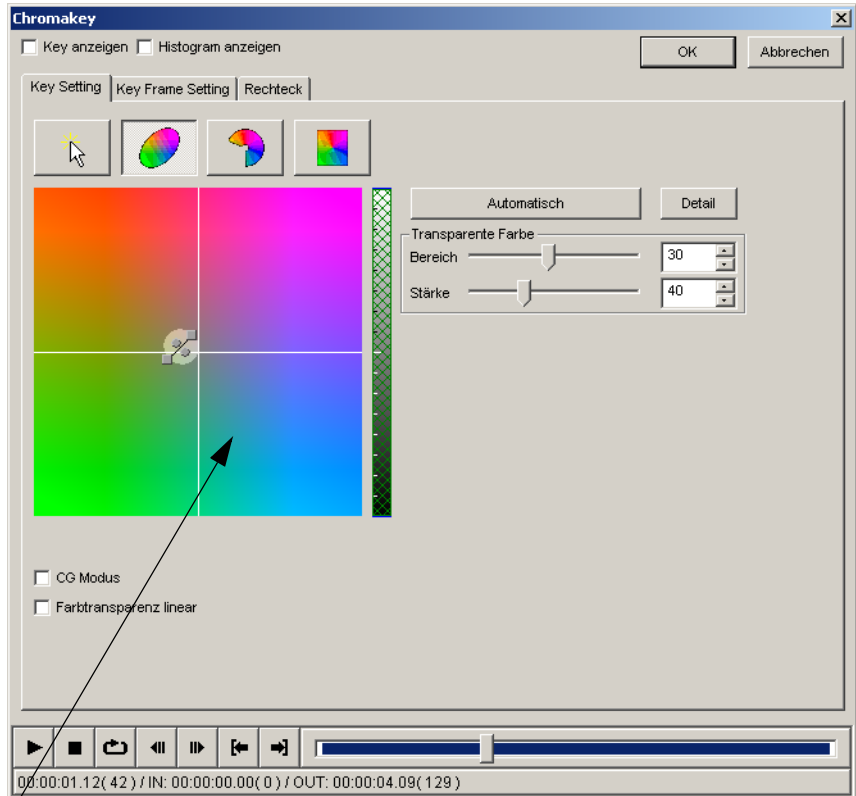 Chromakey
Key anzeigen Histogram anzeigen
OK Abbrechen
Key Setting Key Frame Setting Rechteck
Automatisch Detail
Transparente Farbe
Bereich 30
Stärke 40
CG Modus
Farbtransparenz linear
00:00:01.12( 42 ) / IN: 00:00:00.00( 0 ) / OUT: 00:00:04.09( 129 )